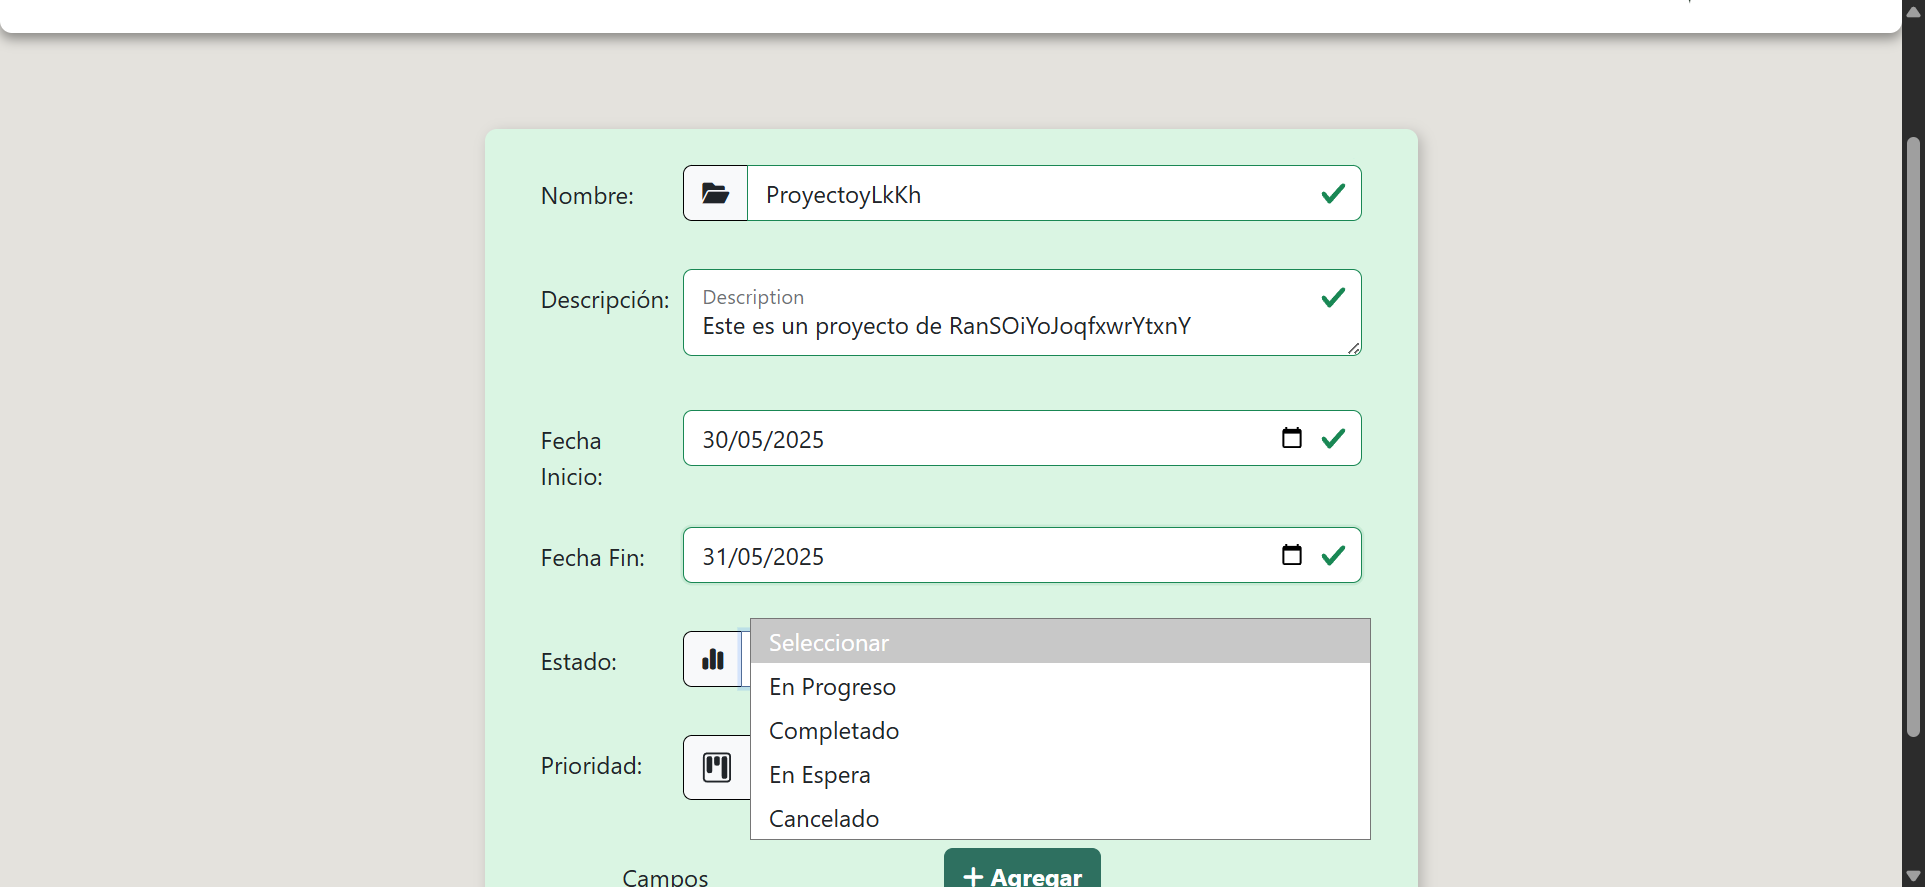 Nombre:
ProyectoyLkKh
Descripción:
Description
Este es un proyecto de RanSOiYoJoqfxwrYtxnY
Fecha
Inicio:
30/05/2025
Fecha Fin:
31/05/2025
Estado:
Seleccionar
En Progreso
Completado
En Espera
Cancelado
Prioridad:
Campos
+ Agregar